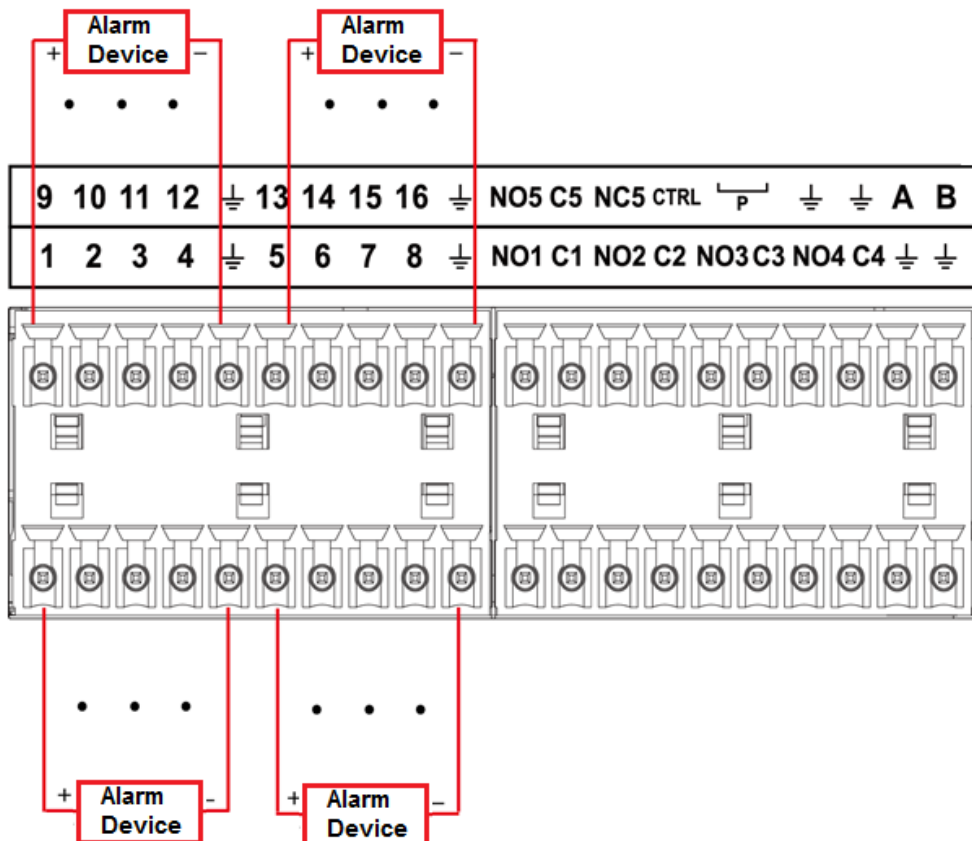 Alarm Device
Alarm Device
+ − + −
9 10 11 12 ⏚ 13 14 15 16 ⏚ NO5 C5 NC5 CTRL P ⏚ ⏚ A B
1 2 3 4 ⏚ 5 6 7 8 ⏚ NO1 C1 NO2 C2 NO3 C3 NO4 C4 ⏚ ⏚
+ - + −
Alarm Device
Alarm Device